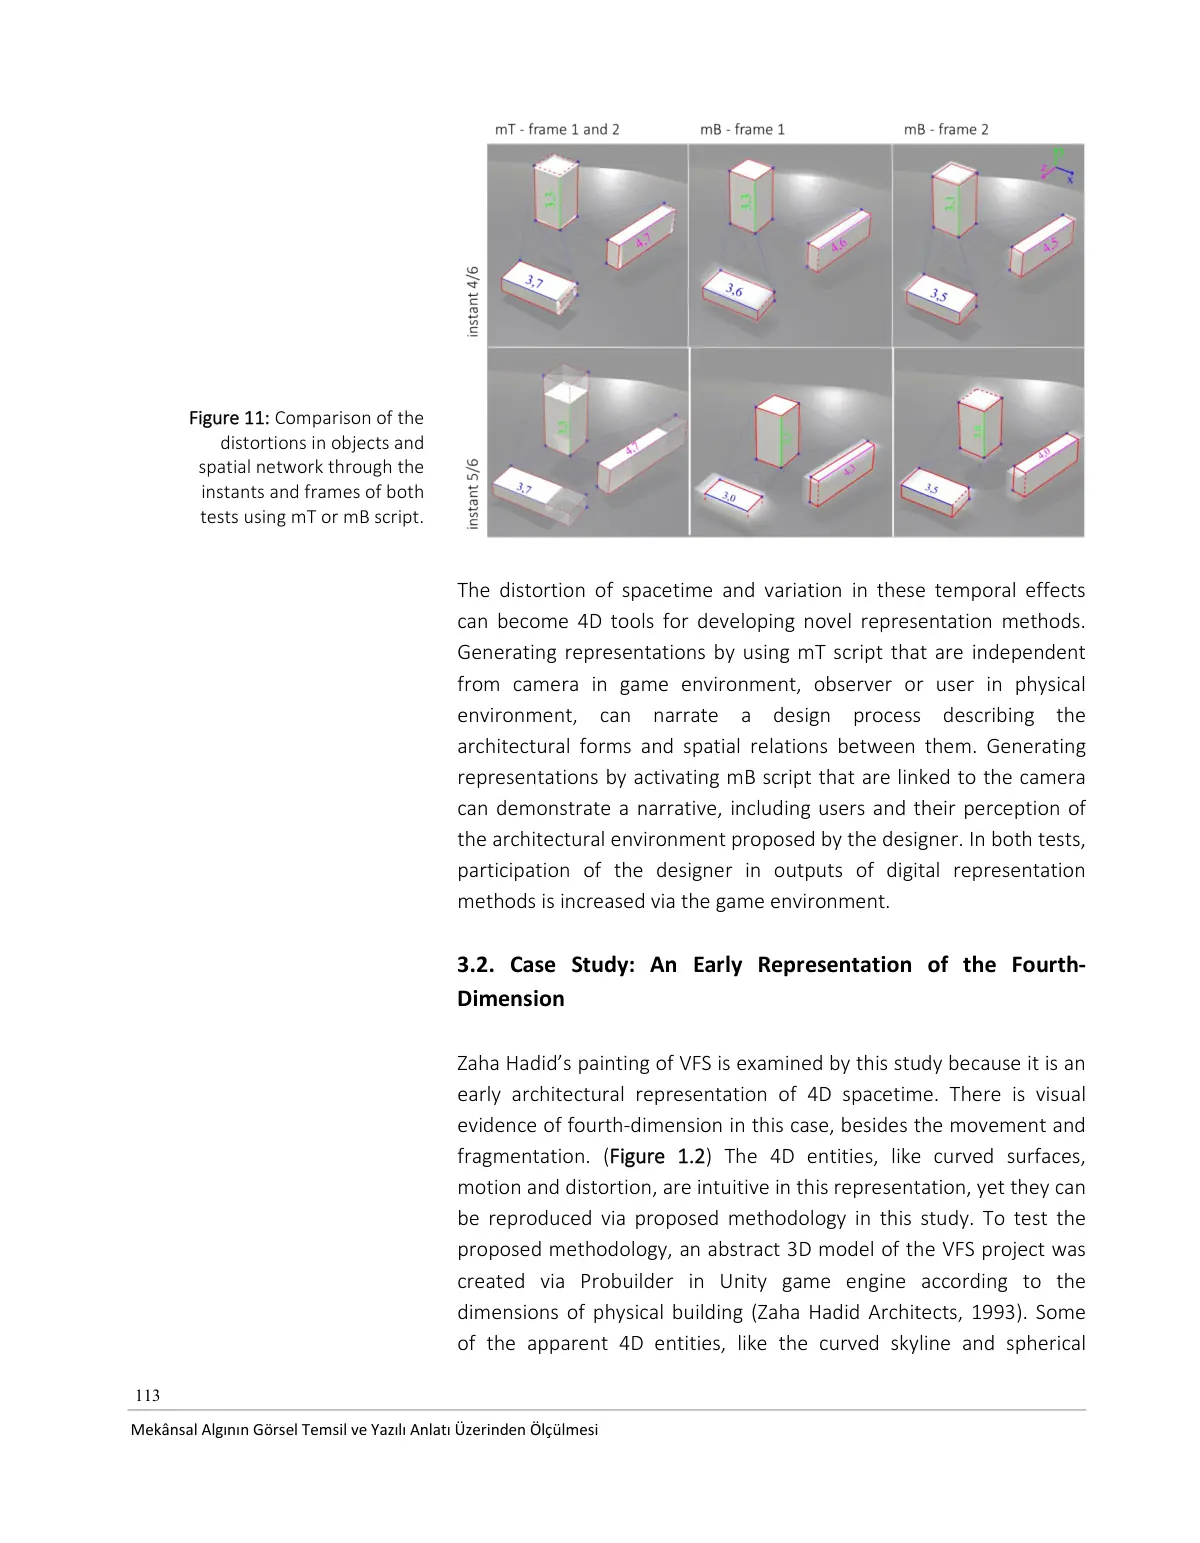 mT - frame 1 and 2
mB - frame 1
mB - frame 2
instant 4/6
3,3
4,7
3,7
3,3
4,6
3,6
4,5
3,5
x
instant 5/6
4,7
3,7
3,0
4,0
3,5
Figure 11: Comparison of the
distortions in objects and
spatial network through the
instants and frames of both
tests using mT or mB script.
The distortion of spacetime and variation in these temporal effects
can become 4D tools for developing novel representation methods.
Generating representations by using mT script that are independent
from camera in game environment, observer or user in physical
environment, can narrate a design process describing the
architectural forms and spatial relations between them. Generating
representations by activating mB script that are linked to the camera
can demonstrate a narrative, including users and their perception of
the architectural environment proposed by the designer. In both tests,
participation of the designer in outputs of digital representation
methods is increased via the game environment.
3.2. Case Study: An Early Representation of the Fourth-
Dimension
Zaha Hadid’s painting of VFS is examined by this study because it is an
early architectural representation of 4D spacetime. There is visual
evidence of fourth-dimension in this case, besides the movement and
fragmentation. (Figure 1.2) The 4D entities, like curved surfaces,
motion and distortion, are intuitive in this representation, yet they can
be reproduced via proposed methodology in this study. To test the
proposed methodology, an abstract 3D model of the VFS project was
created via Probuilder in Unity game engine according to the
dimensions of physical building (Zaha Hadid Architects, 1993). Some
of the apparent 4D entities, like the curved skyline and spherical
113
Mekânsal Algının Görsel Temsil ve Yazılı Anlatı Üzerinden Ölçülmesi